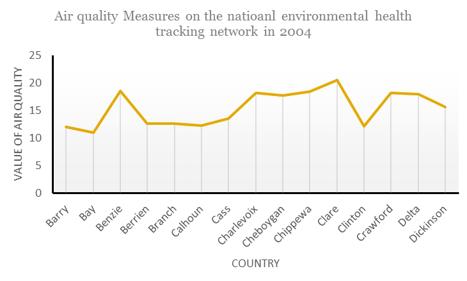 Air quality Measures on the natioanl environmental health
tracking network in 2004
VALUE OF AIR QUALITY
25
20
15
10
5
0
Barry
Bay
Benzie
Berrien
Branch
Calhoun
Cass
Charlevoix
Cheboygan
Chippewa
Clare
Clinton
Crawford
Delta
Dickinson
COUNTRY